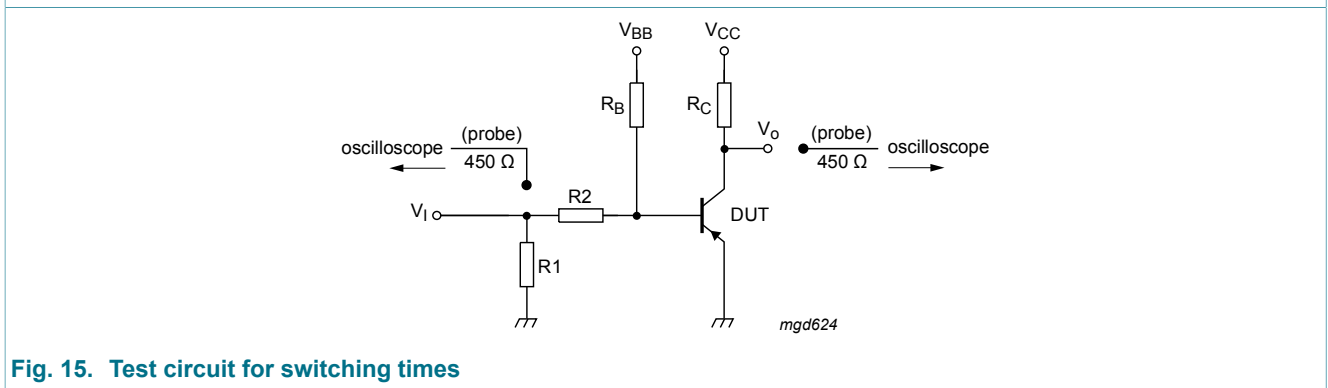 VBB
VCC
RB
RC
Vo
(probe)
450 Ω
oscilloscope
(probe)
450 Ω
oscilloscope
R2
VI
DUT
R1
mgd624
Fig. 15. Test circuit for switching times